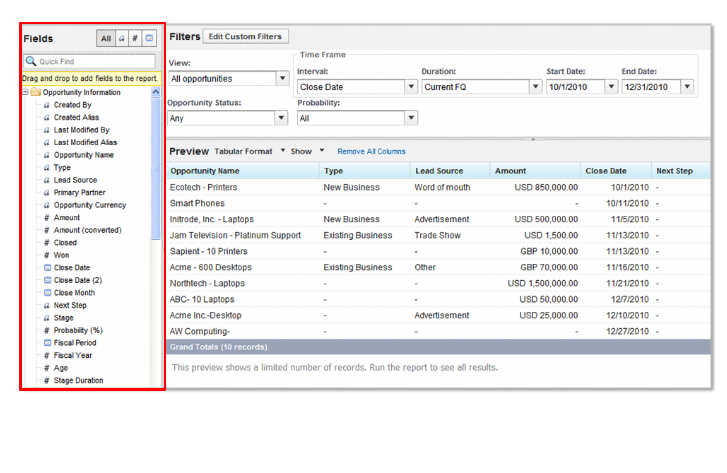 Fields
All # 
Quick Find
Drag and drop to add fields to the report.
Opportunity Information
Created By
Created Alias
Last Modified By
Last Modified Alias
Opportunity Name
Type
Lead Source
Primary Partner
Opportunity Currency
# Amount
# Amount (converted)
# Closed
# Won
Close Date
Close Date (2)
Close Month
Next Step
Stage
# Probability (%)
Fiscal Period
# Fiscal Year
# Age
# Stage Duration
Filters Edit Custom Filters
Time Frame
View: Interval: Duration: Start Date: End Date:
All opportunities Close Date Current FQ 10/1/2010 12/31/2010
Opportunity Status: Probability:
Any All
Preview Tabular Format Show Remove All Columns
Opportunity Name Type Lead Source Amount Close Date Next Step
Ecotech - Printers New Business Word of mouth USD 850,000.00 10/1/2010 -
Smart Phones - - - 10/11/2010 -
Initrode, Inc. - Laptops New Business Advertisement USD 500,000.00 11/5/2010 -
Jam Television - Platinum Support Existing Business Trade Show USD 1,500.00 11/13/2010 -
Sapient - 10 Printers - - GBP 10,000.00 11/13/2010 -
Acme - 600 Desktops Existing Business Other GBP 70,000.00 11/16/2010 -
Northtech - Laptops - - USD 1,500,000.00 11/21/2010 -
ABC- 10 Laptops - - USD 50,000.00 12/7/2010 -
Acme Inc.-Desktop - Advertisement USD 25,000.00 12/10/2010 -
AW Computing- - - - 12/27/2010 -
Grand Totals (10 records)
This preview shows a limited number of records. Run the report to see all results.